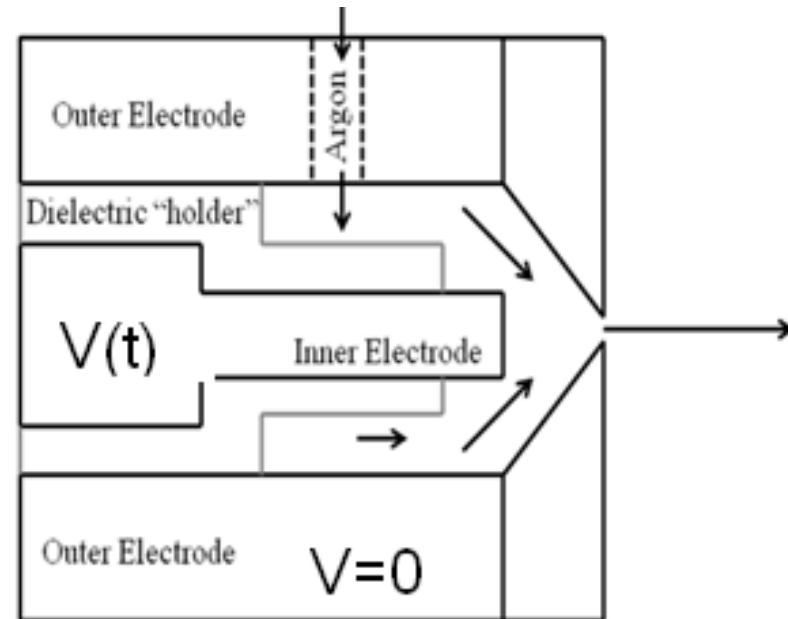 Outer Electrode
Argon
Dielectric “holder”
V(t)
Inner Electrode
Outer Electrode
V=0